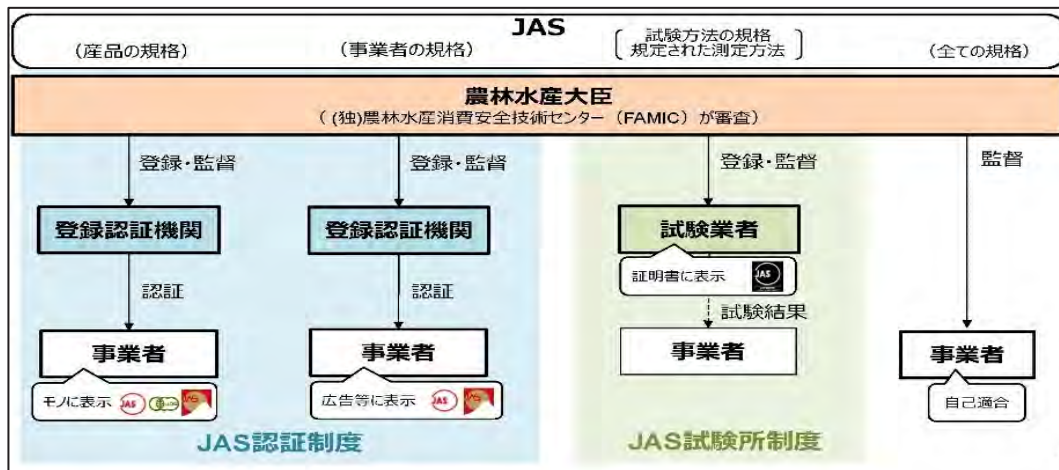 JAS
（産品の規格）
（事業者の規格）
試験方法の規格
規定された測定方法
（全ての規格）
農林水産大臣
（ (独)農林水産消費安全技術センター（FAMIC）が審査）
登録・監督
登録・監督
登録・監督
監督
登録認証機関
登録認証機関
試験業者
証明書に表示
JAS
認証
認証
試験結果
事業者
事業者
事業者
事業者
モノに表示 JAS
広告等に表示 JAS
自己適合
JAS認証制度
JAS試験所制度